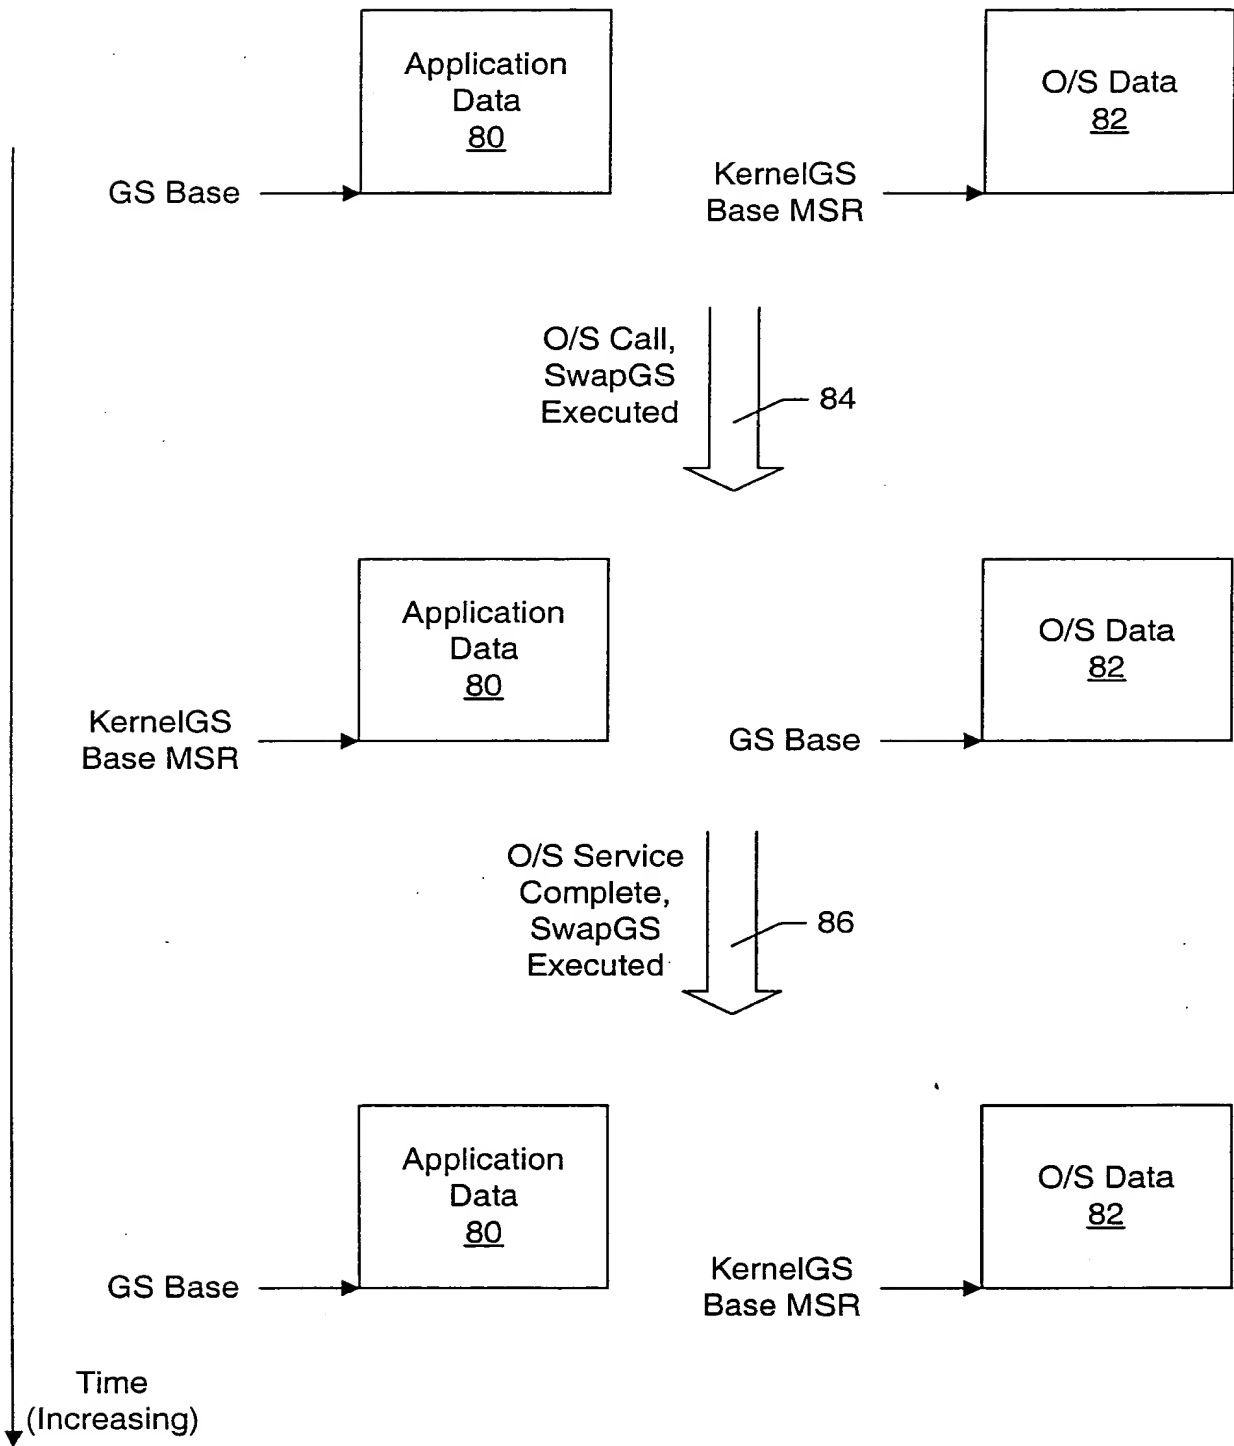 Application
Data
80
O/S Data
82
GS Base
KernelGS
Base MSR
O/S Call,
SwapGS
Executed
84
Application
Data
80
O/S Data
82
KernelGS
Base MSR
GS Base
O/S Service
Complete,
SwapGS
Executed
86
Application
Data
80
O/S Data
82
GS Base
KernelGS
Base MSR
Time
(Increasing)